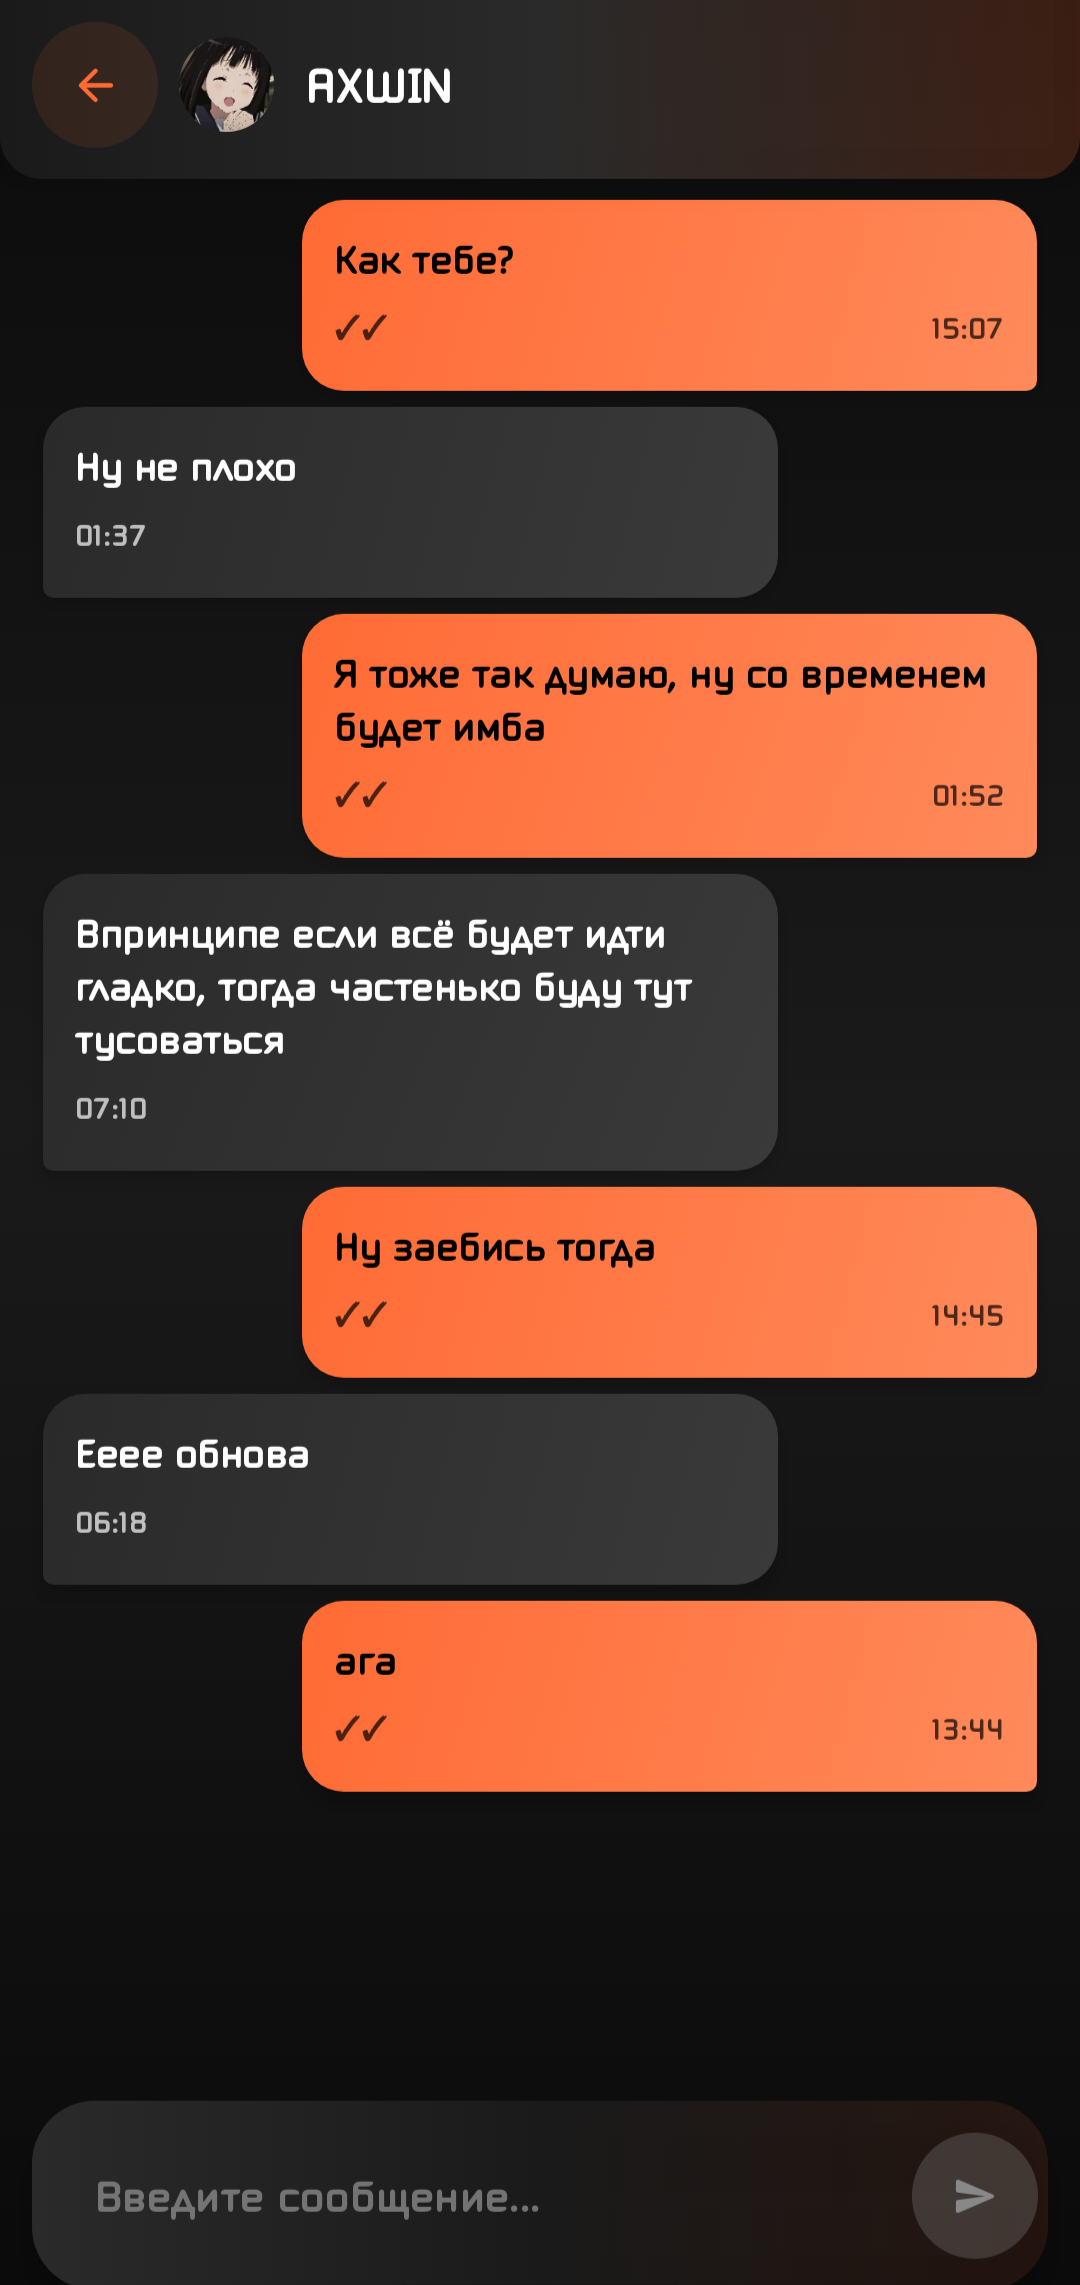 AXWIN
Как тебе?
✓✓ 15:07
Ну не плохо
01:37
Я тоже так думаю, ну со временем
будет имба
✓✓ 01:52
Впринципе если всё будет идти
гладко, тогда частенько буду тут
тусоваться
07:10
Ну заебись тогда
✓✓ 14:45
Ееее обнова
06:18
ага
✓✓ 13:44
Введите сообщение...